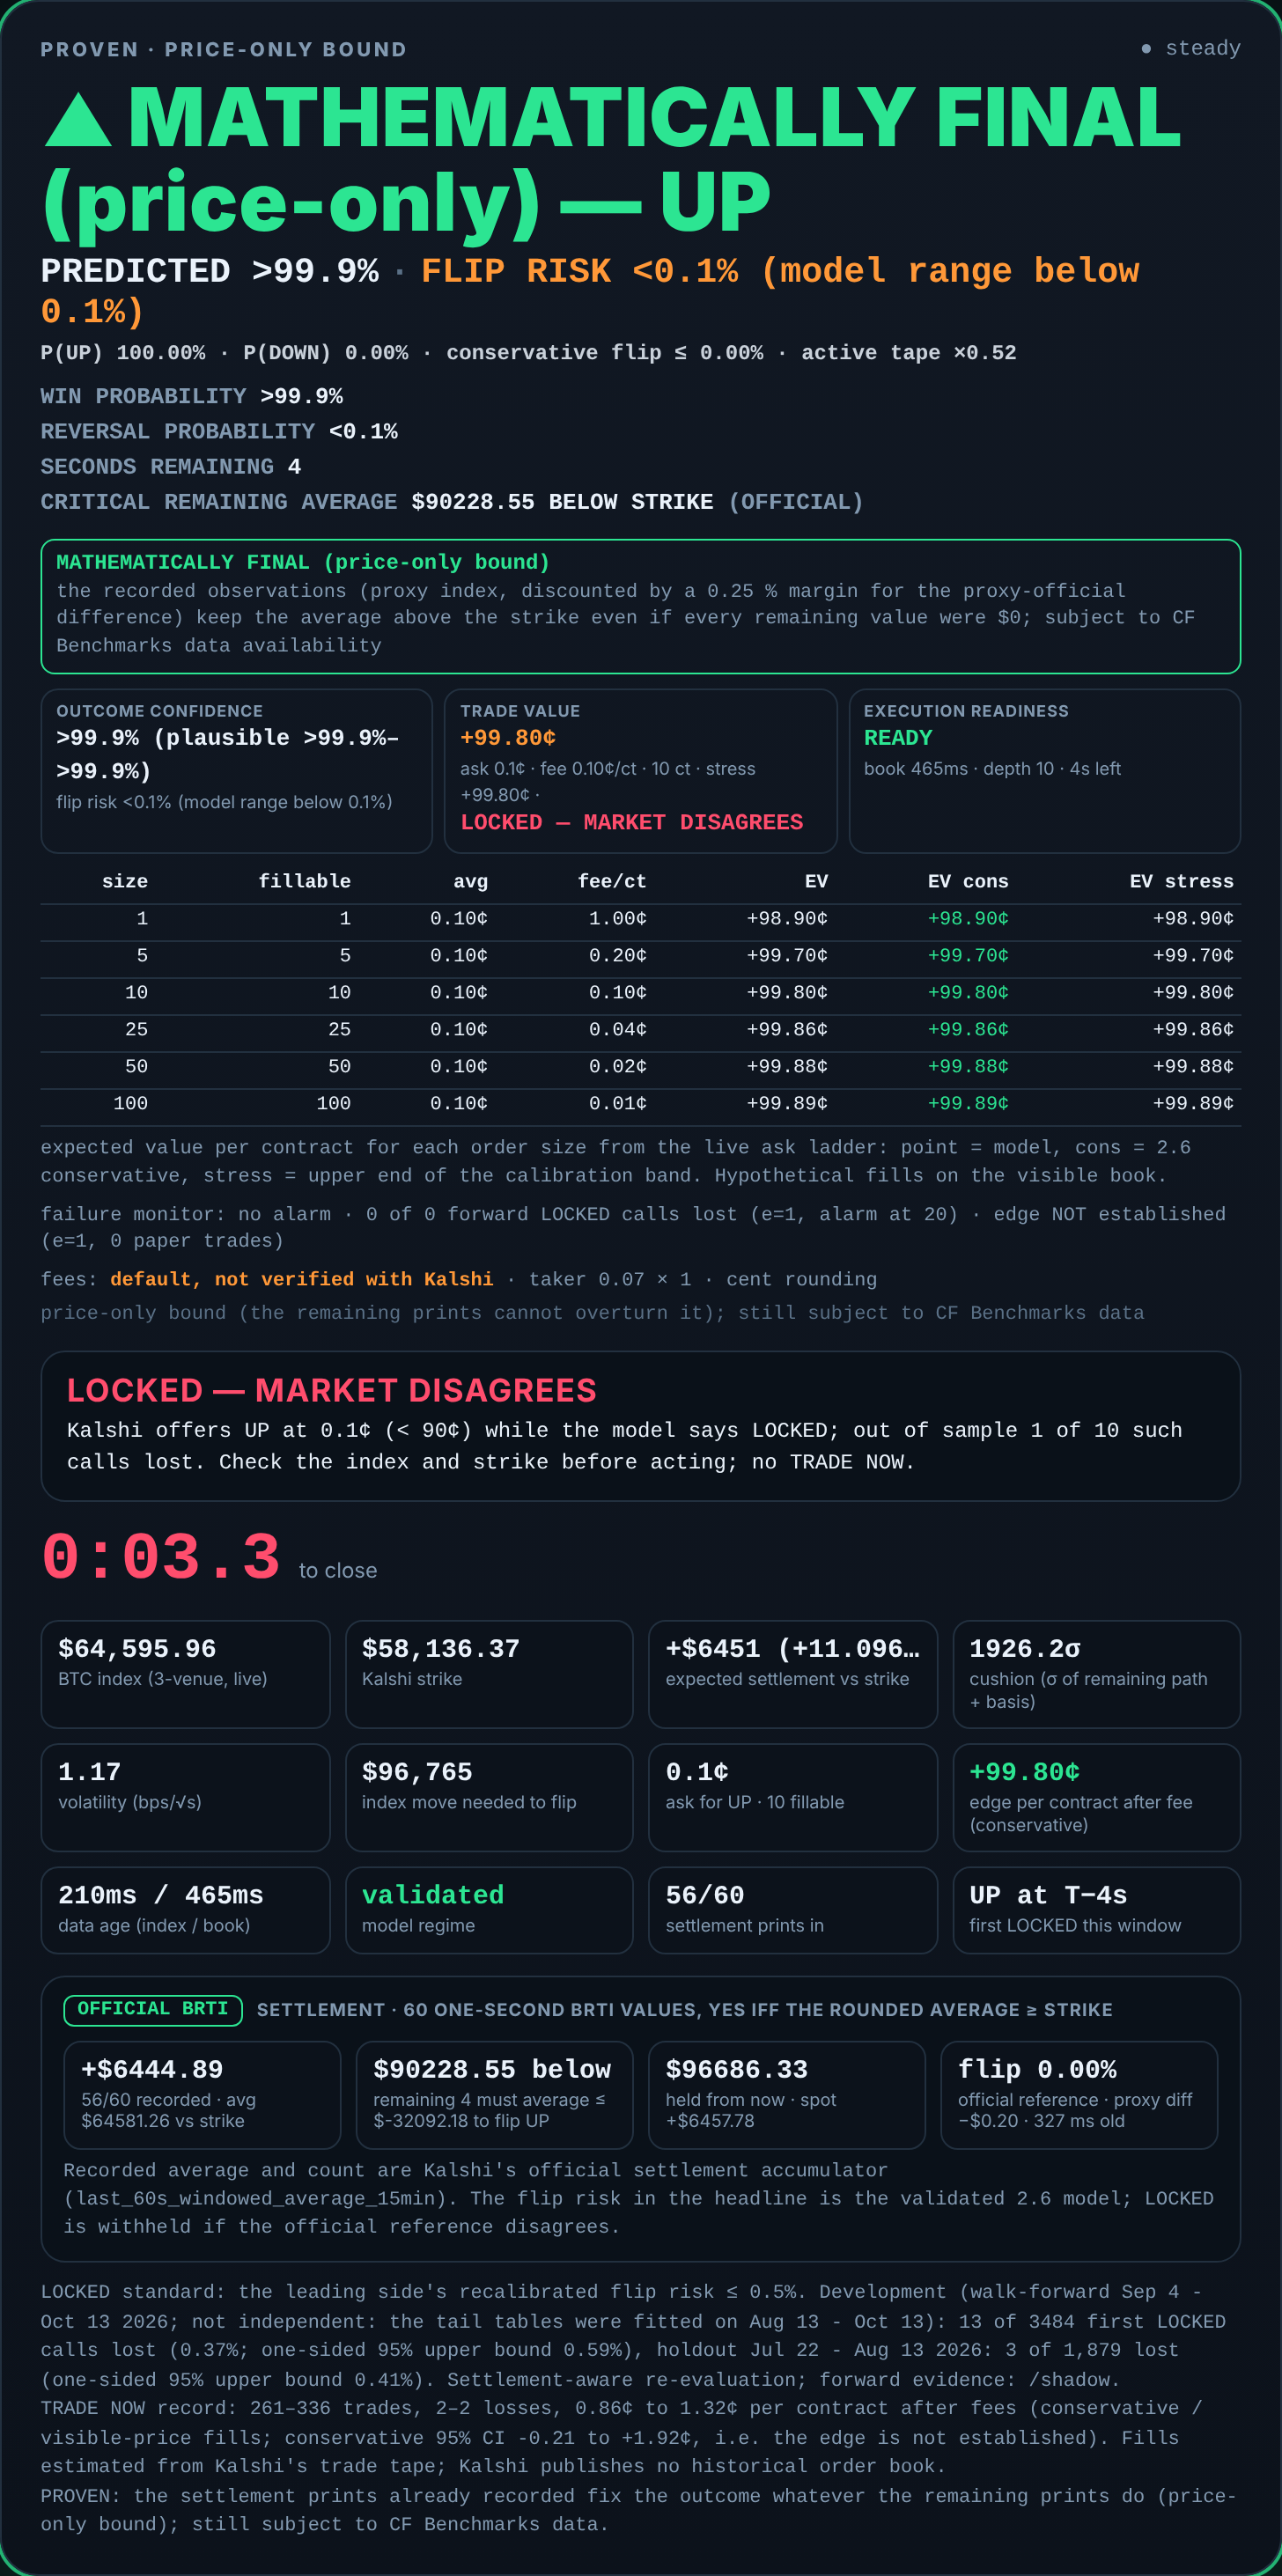 PROVEN · PRICE-ONLY BOUND
● steady
▲ MATHEMATICALLY FINAL
(price-only) — UP
PREDICTED >99.9% · FLIP RISK <0.1% (model range below
0.1%)
P(UP) 100.00% · P(DOWN) 0.00% · conservative flip ≤ 0.00% · active tape ×0.52
WIN PROBABILITY >99.9%
REVERSAL PROBABILITY <0.1%
SECONDS REMAINING 4
CRITICAL REMAINING AVERAGE $90228.55 BELOW STRIKE (OFFICIAL)
MATHEMATICALLY FINAL (price-only bound)
the recorded observations (proxy index, discounted by a 0.25 % margin for the proxy-official
difference) keep the average above the strike even if every remaining value were $0; subject to CF
Benchmarks data availability
OUTCOME CONFIDENCE
>99.9% (plausible >99.9%–
>99.9%)
flip risk <0.1% (model range below 0.1%)
TRADE VALUE
+99.80¢
ask 0.1¢ · fee 0.10¢/ct · 10 ct · stress
+99.80¢ ·
LOCKED — MARKET DISAGREES
EXECUTION READINESS
READY
book 465ms · depth 10 · 4s left
size fillable avg fee/ct EV EV cons EV stress
1 1 0.10¢ 1.00¢ +98.90¢ +98.90¢ +98.90¢
5 5 0.10¢ 0.20¢ +99.70¢ +99.70¢ +99.70¢
10 10 0.10¢ 0.10¢ +99.80¢ +99.80¢ +99.80¢
25 25 0.10¢ 0.04¢ +99.86¢ +99.86¢ +99.86¢
50 50 0.10¢ 0.02¢ +99.88¢ +99.88¢ +99.88¢
100 100 0.10¢ 0.01¢ +99.89¢ +99.89¢ +99.89¢
expected value per contract for each order size from the live ask ladder: point = model, cons = 2.6
conservative, stress = upper end of the calibration band. Hypothetical fills on the visible book.
failure monitor: no alarm · 0 of 0 forward LOCKED calls lost (e=1, alarm at 20) · edge NOT established
(e=1, 0 paper trades)
fees: default, not verified with Kalshi · taker 0.07 × 1 · cent rounding
price-only bound (the remaining prints cannot overturn it); still subject to CF Benchmarks data
LOCKED — MARKET DISAGREES
Kalshi offers UP at 0.1¢ (< 90¢) while the model says LOCKED; out of sample 1 of 10 such
calls lost. Check the index and strike before acting; no TRADE NOW.
0:03.3 to close
$64,595.96
BTC index (3-venue, live)
$58,136.37
Kalshi strike
+$6451 (+11.096…
expected settlement vs strike
1926.2σ
cushion (σ of remaining path
+ basis)
1.17
volatility (bps/√s)
$96,765
index move needed to flip
0.1¢
ask for UP · 10 fillable
+99.80¢
edge per contract after fee
(conservative)
210ms / 465ms
data age (index / book)
validated
model regime
56/60
settlement prints in
UP at T−4s
first LOCKED this window
OFFICIAL BRTI SETTLEMENT · 60 ONE-SECOND BRTI VALUES, YES IFF THE ROUNDED AVERAGE ≥ STRIKE
+$6444.89
56/60 recorded · avg
$64581.26 vs strike
$90228.55 below
remaining 4 must average ≤
$-32092.18 to flip UP
$96686.33
held from now · spot
+$6457.78
flip 0.00%
official reference · proxy diff
−$0.20 · 327 ms old
Recorded average and count are Kalshi's official settlement accumulator
(last_60s_windowed_average_15min). The flip risk in the headline is the validated 2.6 model; LOCKED
is withheld if the official reference disagrees.
LOCKED standard: the leading side's recalibrated flip risk ≤ 0.5%. Development (walk-forward Sep 4 -
Oct 13 2026; not independent: the tail tables were fitted on Aug 13 - Oct 13): 13 of 3484 first LOCKED
calls lost (0.37%; one-sided 95% upper bound 0.59%), holdout Jul 22 - Aug 13 2026: 3 of 1,879 lost
(one-sided 95% upper bound 0.41%). Settlement-aware re-evaluation; forward evidence: /shadow.
TRADE NOW record: 261–336 trades, 2–2 losses, 0.86¢ to 1.32¢ per contract after fees (conservative /
visible-price fills; conservative 95% CI -0.21 to +1.92¢, i.e. the edge is not established). Fills
estimated from Kalshi's trade tape; Kalshi publishes no historical order book.
PROVEN: the settlement prints already recorded fix the outcome whatever the remaining prints do (price-
only bound); still subject to CF Benchmarks data.